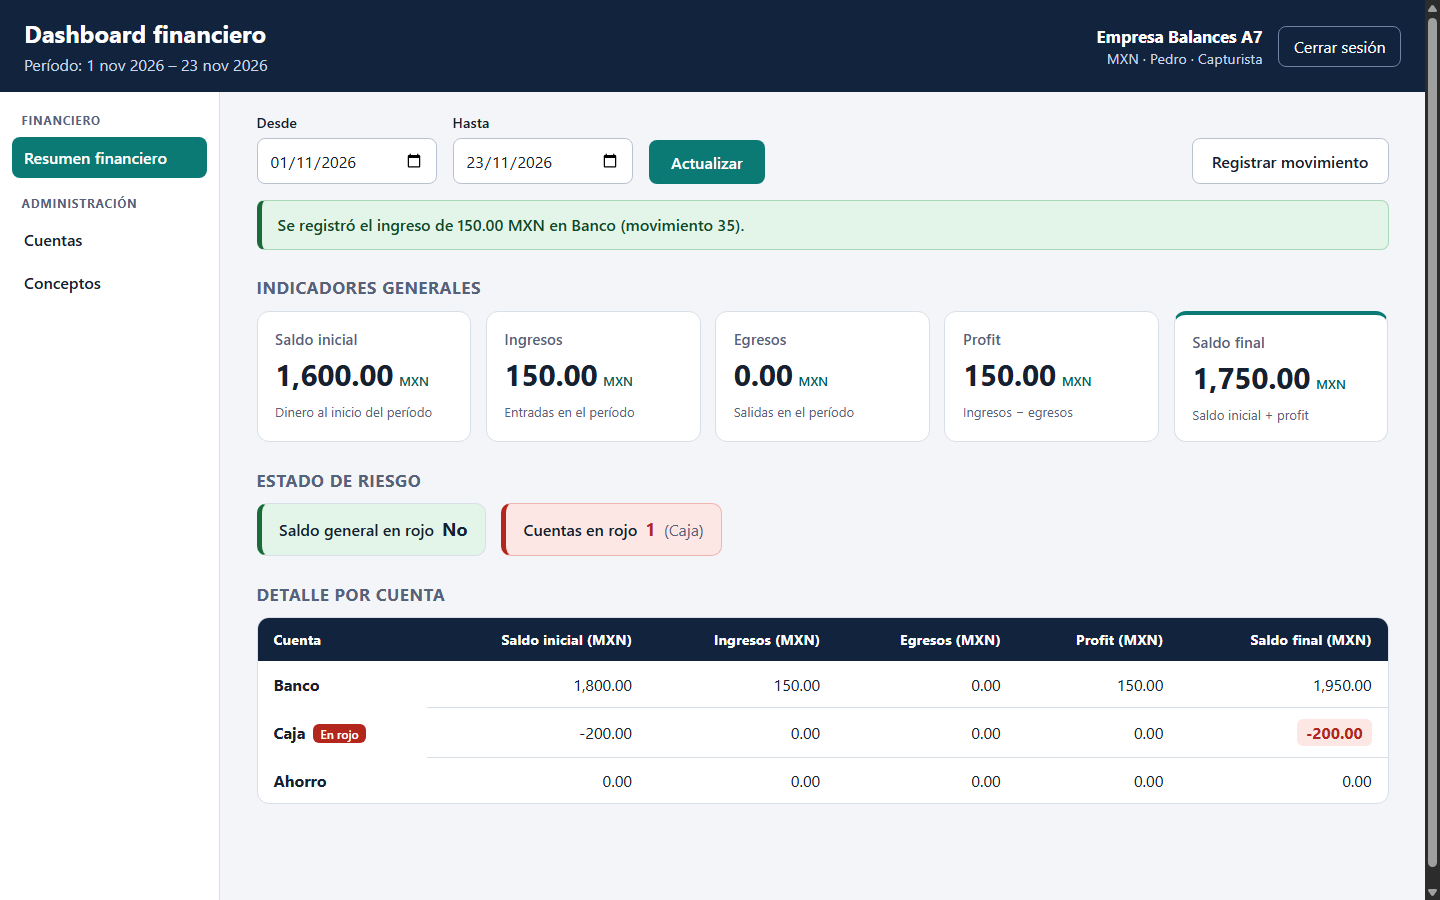 Dashboard financiero
Período: 1 nov 2026 – 23 nov 2026
Empresa Balances A7
MXN · Pedro · Capturista
Cerrar sesión
FINANCIERO
Resumen financiero
ADMINISTRACIÓN
Cuentas
Conceptos
Desde
Hasta
01/11/2026
23/11/2026
Actualizar
Registrar movimiento
Se registró el ingreso de 150.00 MXN en Banco (movimiento 35).
INDICADORES GENERALES
Saldo inicial
1,600.00 MXN
Dinero al inicio del período
Ingresos
150.00 MXN
Entradas en el período
Egresos
0.00 MXN
Salidas en el período
Profit
150.00 MXN
Ingresos − egresos
Saldo final
1,750.00 MXN
Saldo inicial + profit
ESTADO DE RIESGO
Saldo general en rojo No
Cuentas en rojo 1 (Caja)
DETALLE POR CUENTA
Cuenta Saldo inicial (MXN) Ingresos (MXN) Egresos (MXN) Profit (MXN) Saldo final (MXN)
Banco 1,800.00 150.00 0.00 150.00 1,950.00
Caja En rojo -200.00 0.00 0.00 0.00 -200.00
Ahorro 0.00 0.00 0.00 0.00 0.00